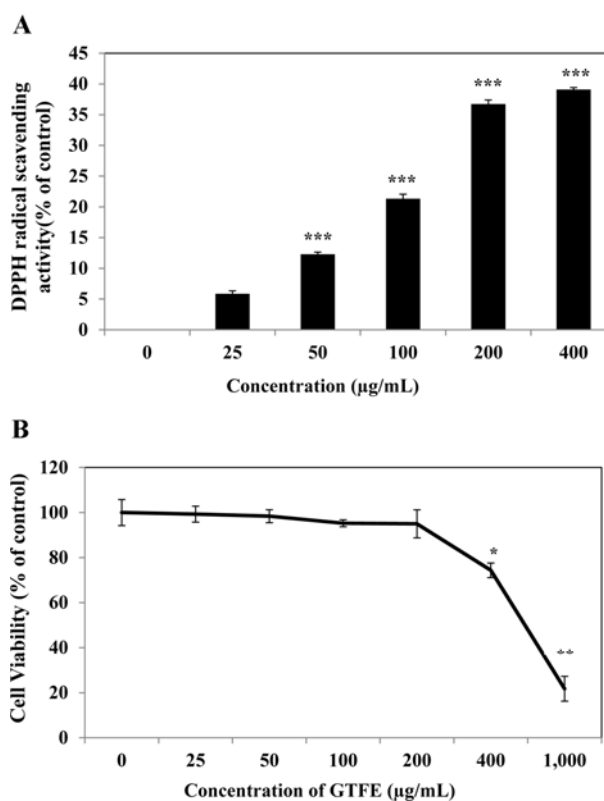 A
DPPH radical scavending
activity(% of control)
45
40
35
30
25
20
15
10
5
0
***
***
***
***
0 25 50 100 200 400
Concentration (µg/mL)
B
Cell Viability (% of control)
120
100
80
60
40
20
0
*
**
0 25 50 100 200 400 1,000
Concentration of GTFE (µg/mL)